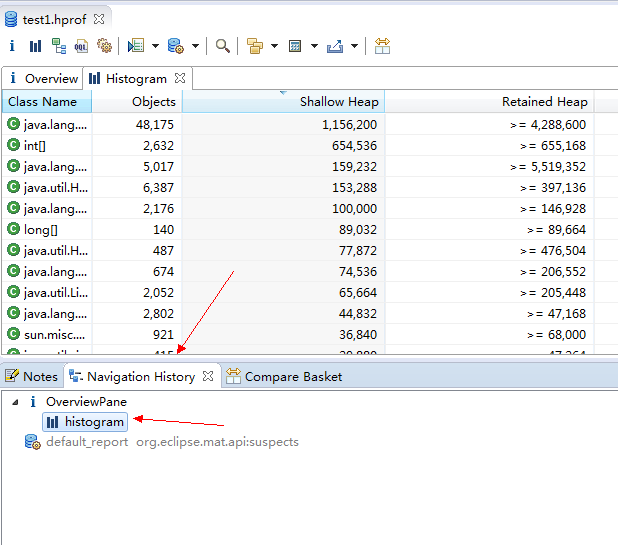 test1.hprof
i OQL
i Overview Histogram
Class Name Objects Shallow Heap Retained Heap
java.lang.... 48,175 1,156,200 >= 4,288,600
int[] 2,632 654,536 >= 655,168
java.lang.... 5,017 159,232 >= 5,519,352
java.util.H... 6,387 153,288 >= 397,136
java.lang.... 2,176 100,000 >= 146,928
long[] 140 89,032 >= 89,664
java.util.H... 487 77,872 >= 476,504
java.lang.... 674 74,536 >= 206,552
java.util.Li... 2,052 65,664 >= 205,448
java.lang.... 2,802 44,832 >= 47,168
sun.misc.... 921 36,840 >= 68,000
Notes Navigation History Compare Basket
i OverviewPane
histogram
default_report org.eclipse.mat.api:suspects